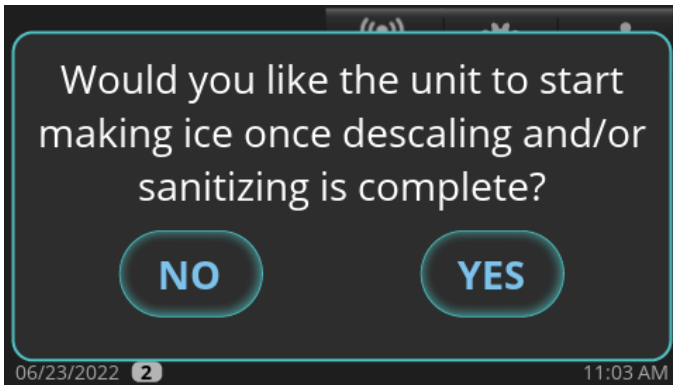 Would you like the unit to start
making ice once descaling and/or
sanitizing is complete?
NO YES
06/23/2022 2 11:03 AM